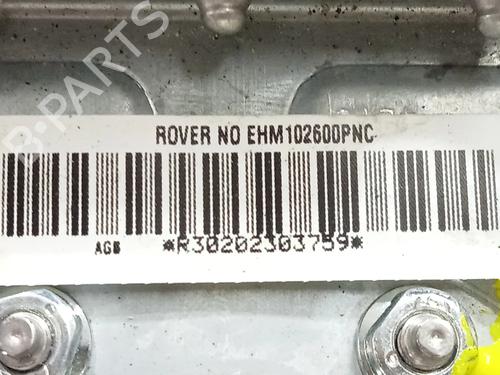 B-PARTS
ROVER NO EHM102600PNC
AGB
*R30202303759*